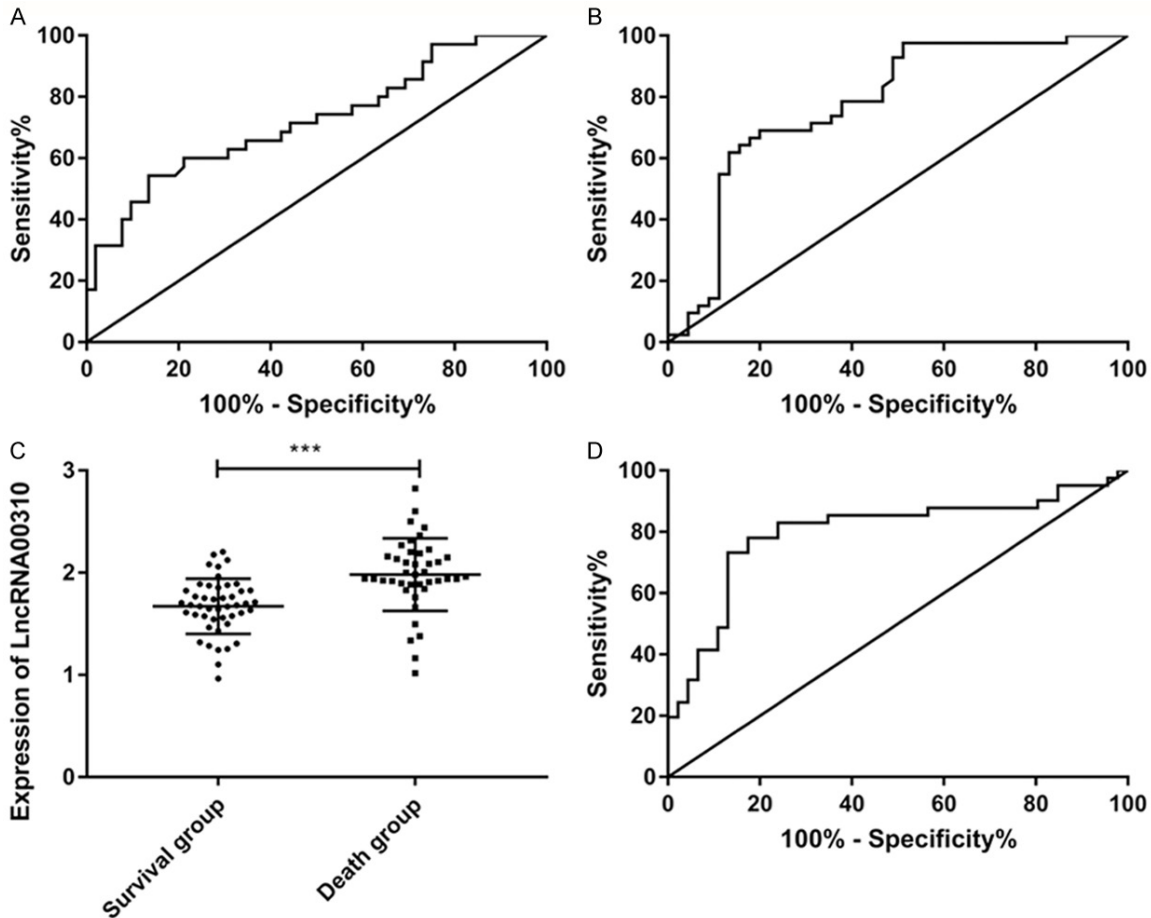 A
100
80
60
40
20
0
Sensitivity%
0 20 40 60 80 100
100% - Specificity%
B
100
80
60
40
20
0
Sensitivity%
0 20 40 60 80 100
100% - Specificity%
C
***
3
2
1
0
Expression of LncRNA00310
Survival group
Death group
D
100
80
60
40
20
0
Sensitivity%
0 20 40 60 80 100
100% - Specificity%